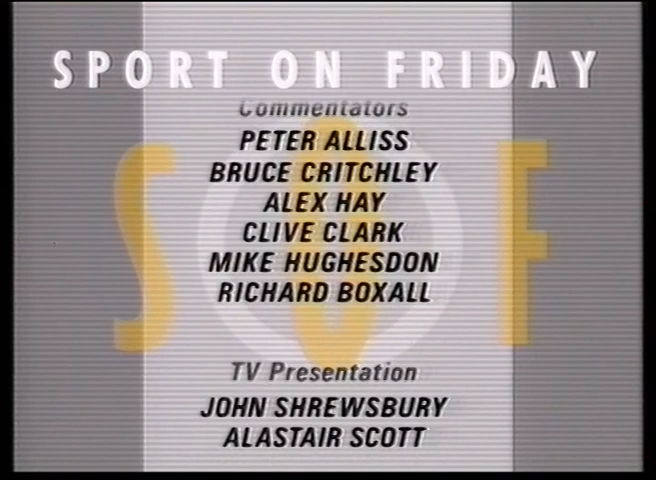 SPORT ON FRIDAY
Commentators
PETER ALLISS
BRUCE CRITCHLEY
ALEX HAY
CLIVE CLARK
MIKE HUGHESDON
RICHARD BOXALL
S O F
TV Presentation
JOHN SHREWSBURY
ALASTAIR SCOTT